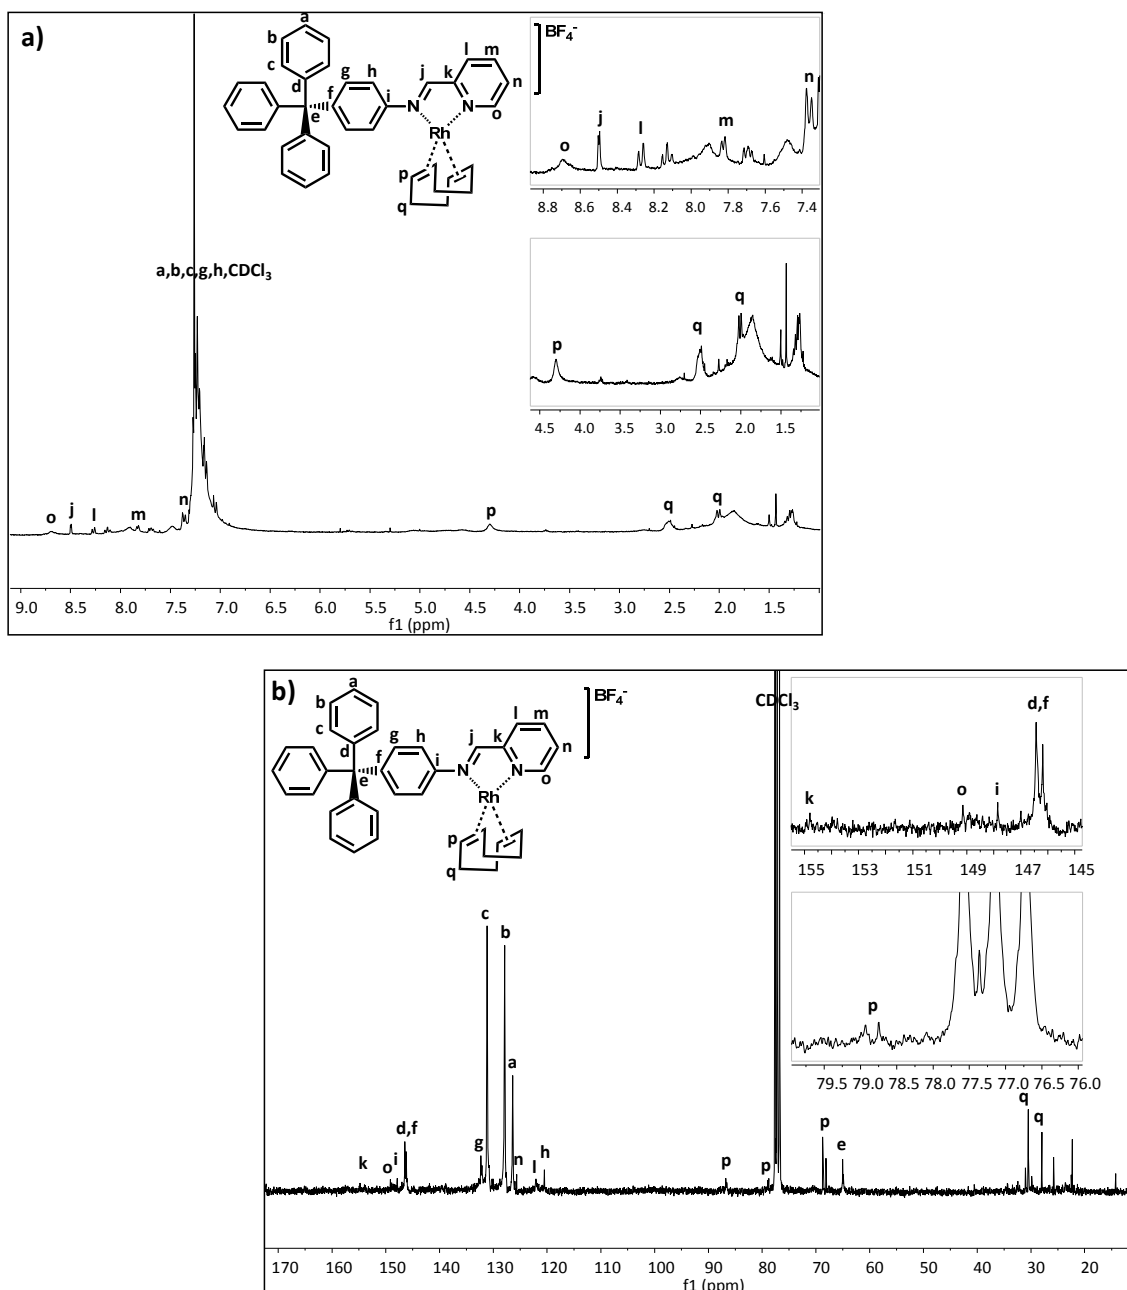 a)
a
b
c
d
e
f
g
h
i
j
k
l
m
n
o
N
N
Rh
p
q
BF4-
o
j
l
m
n
8.8 8.6 8.4 8.2 8.0 7.8 7.6 7.4
p
q
q
4.5 4.0 3.5 3.0 2.5 2.0 1.5
a,b,c,g,h,CDCl3
o
j
l
m
n
p
q
q
9.0 8.5 8.0 7.5 7.0 6.5 6.0 5.5 5.0 4.5 4.0 3.5 3.0 2.5 2.0 1.5
f1 (ppm)
b)
a
b
c
d
e
f
g
h
i
j
k
l
m
n
o
N
N
Rh
p
q
BF4-
CDCl3
k
o
i
d,f
155 153 151 149 147 145
p
79.5 79.0 78.5 78.0 77.5 77.0 76.5 76.0
k
o
i
d,f
g
c
b
a
n
l
h
p
p
p
e
q
q
170 160 150 140 130 120 110 100 90 80 70 60 50 40 30 20
f1 (ppm)